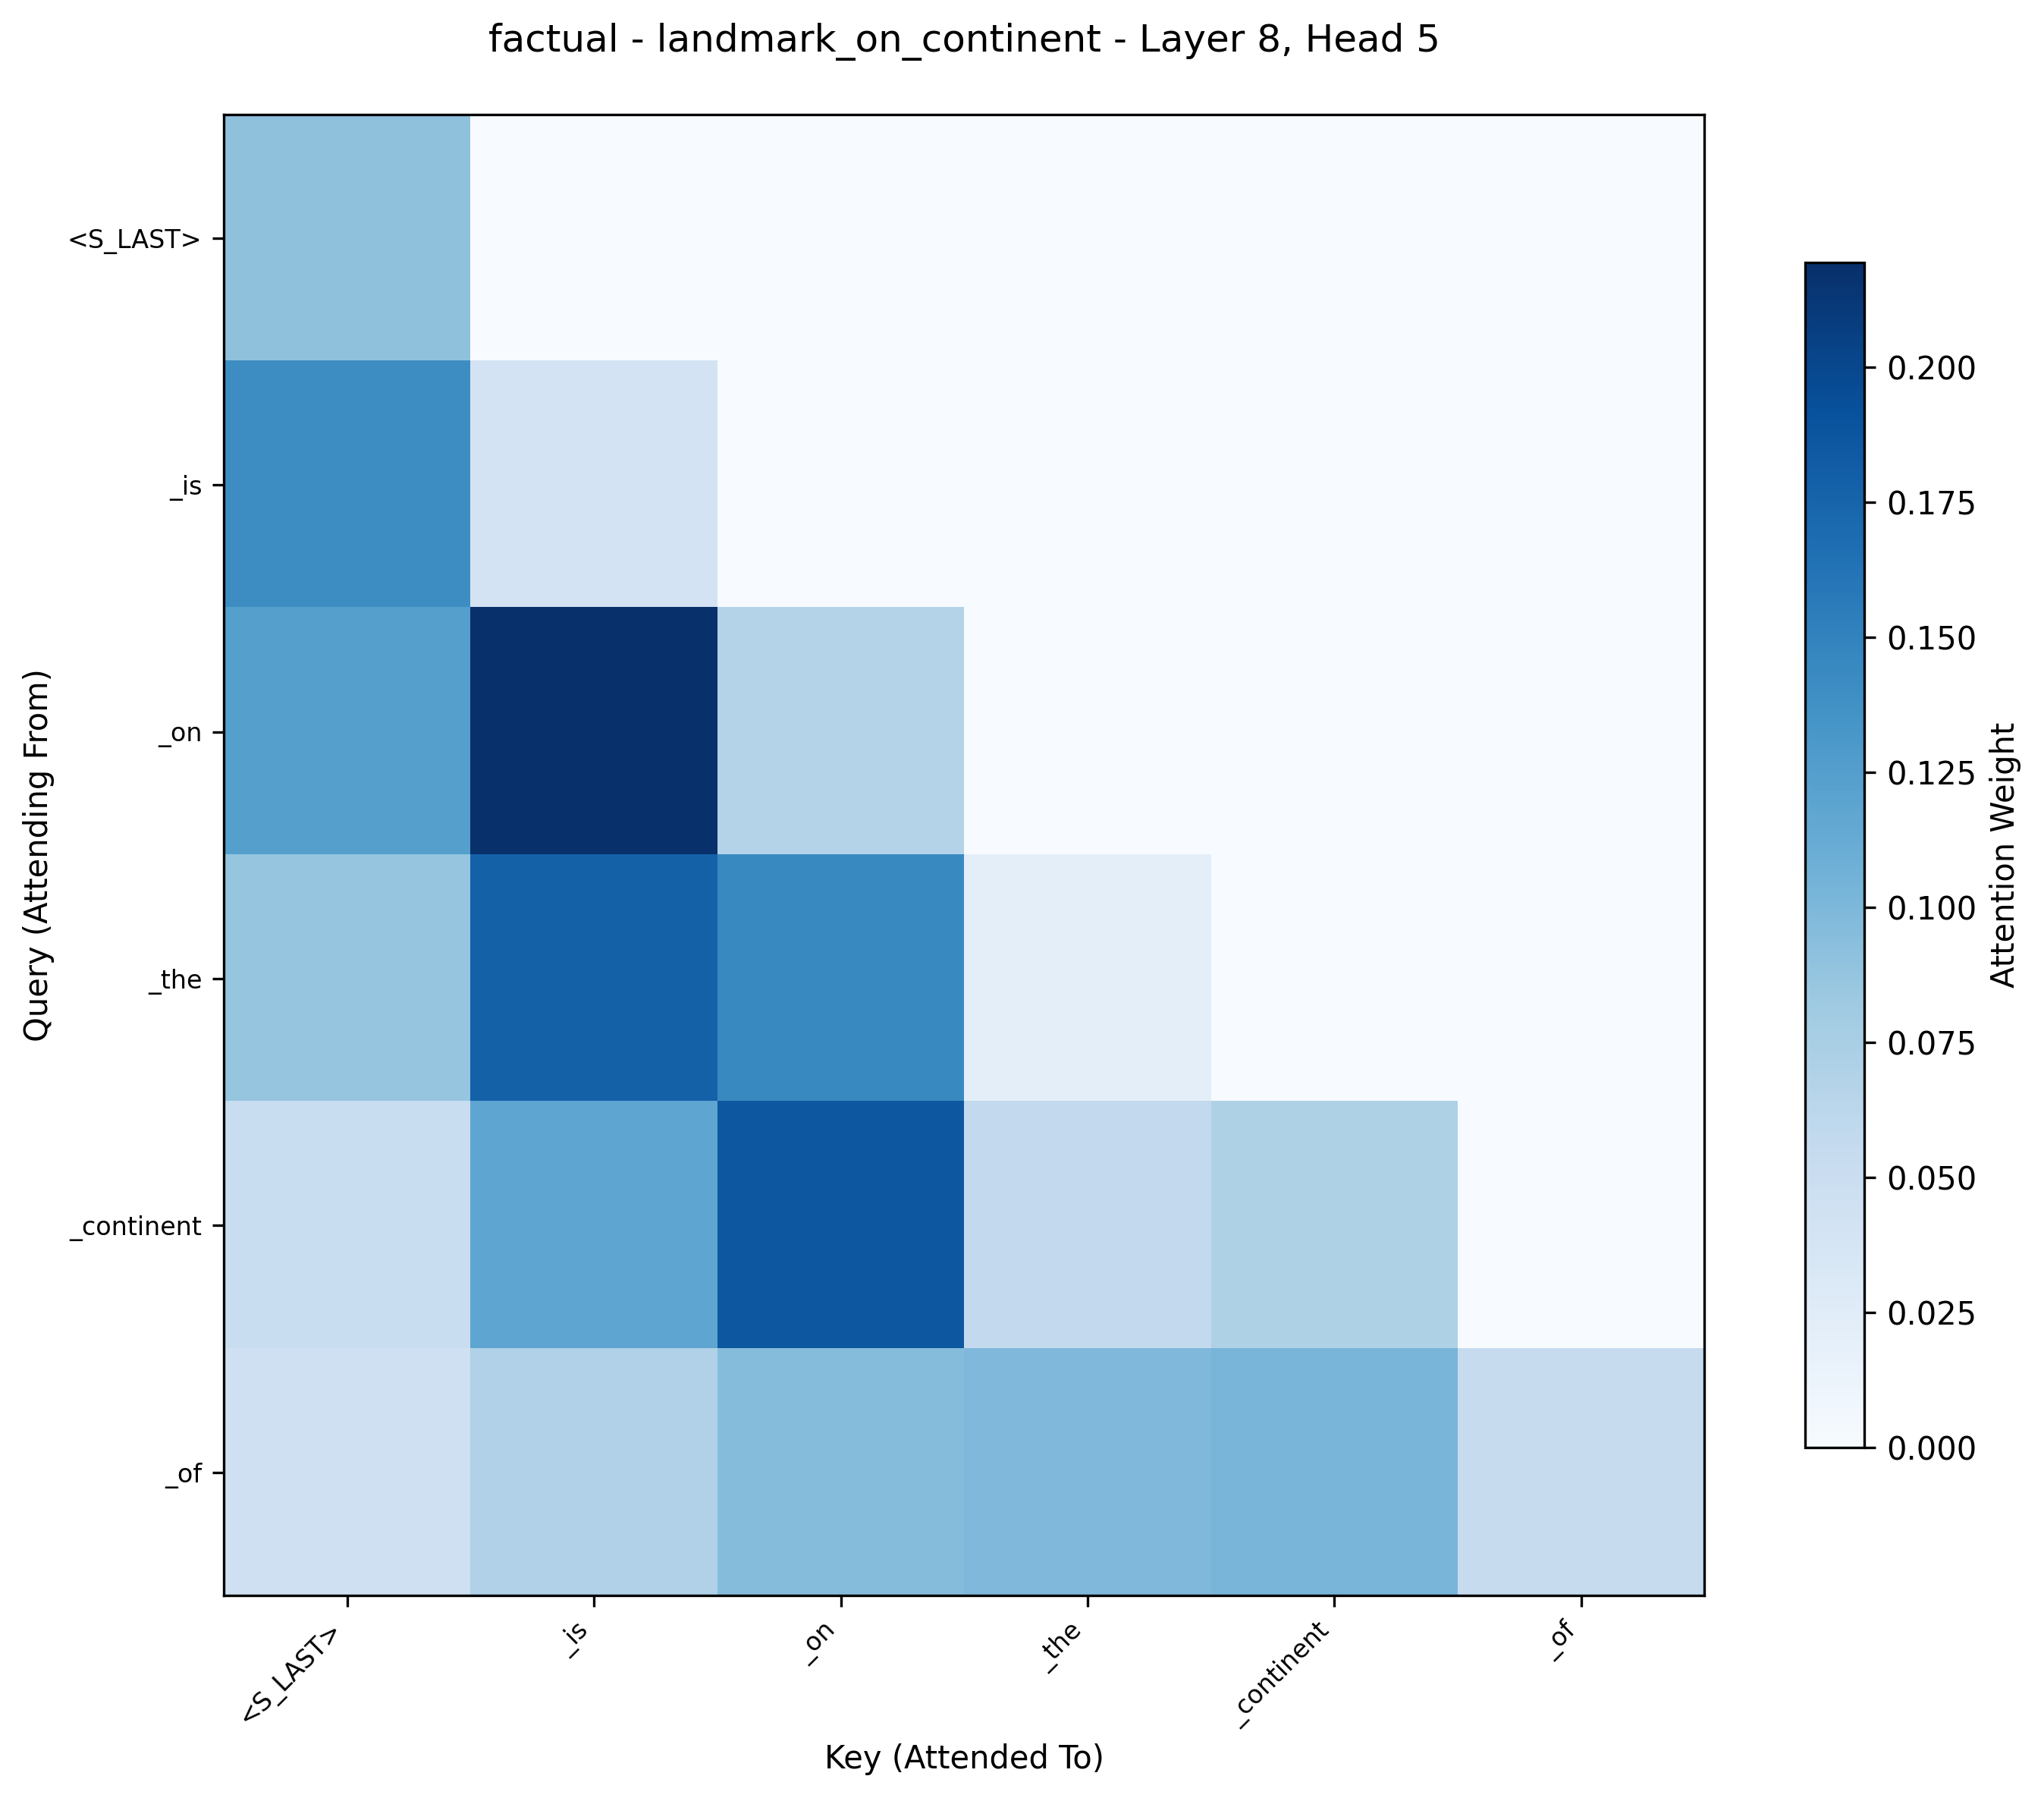 factual - landmark_on_continent - Layer 8, Head 5
Query (Attending From)
<S_LAST>
_is
_on
_the
_continent
_of
<S_LAST>
_is
_on
_the
_continent
_of
Key (Attended To)
0.200
0.175
0.150
0.125
0.100
0.075
0.050
0.025
0.000
Attention Weight